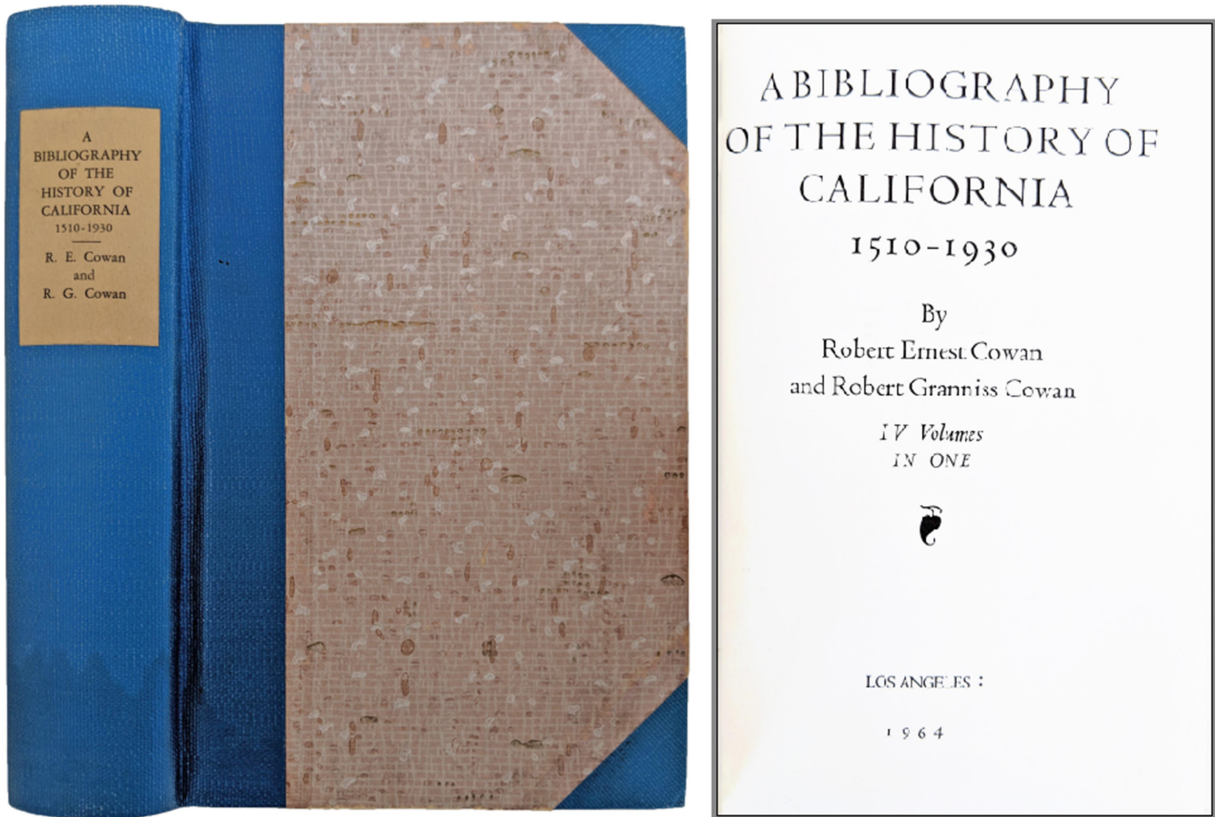 A
BIBLIOGRAPHY
OF THE
HISTORY OF
CALIFORNIA
1510-1930
R. E. Cowan
and
R. G. Cowan
A BIBLIOGRAPHY
OF THE HISTORY OF
CALIFORNIA
1510-1930
By
Robert Ernest Cowan
and Robert Granniss Cowan
IV Volumes
IN ONE
LOS ANGELES :
1964